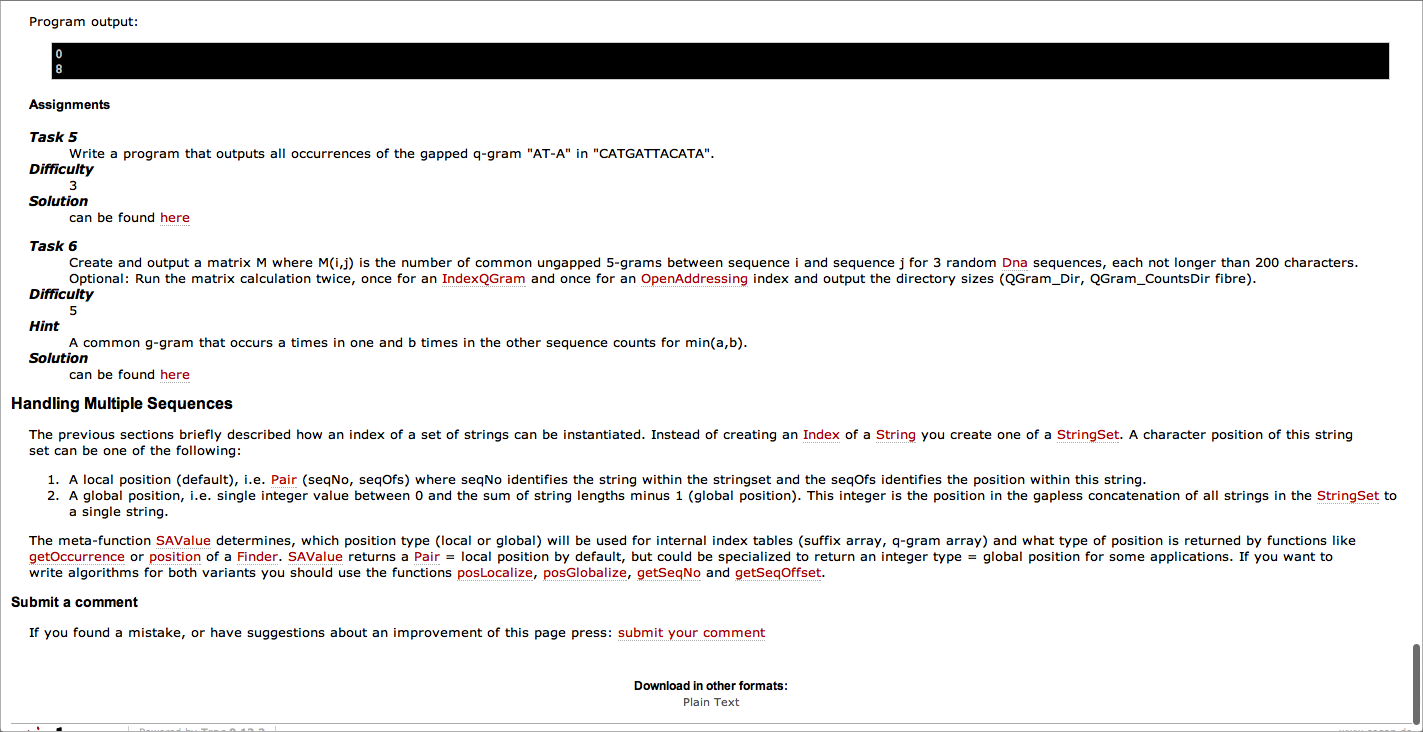 Program output:
0
8
Assignments
Task 5
Write a program that outputs all occurrences of the gapped q-gram "AT-A" in "CATGATTACATA".
Difficulty
3
Solution
can be found here
Task 6
Create and output a matrix M where M(i,j) is the number of common ungapped 5-grams between sequence i and sequence j for 3 random Dna sequences, each not longer than 200 characters.
Optional: Run the matrix calculation twice, once for an IndexQGram and once for an OpenAddressing index and output the directory sizes (QGram_Dir, QGram_CountsDir fibre).
Difficulty
5
Hint
A common g-gram that occurs a times in one and b times in the other sequence counts for min(a,b).
Solution
can be found here
Handling Multiple Sequences
The previous sections briefly described how an index of a set of strings can be instantiated. Instead of creating an Index of a String you create one of a StringSet. A character position of this string
set can be one of the following:
1. A local position (default), i.e. Pair (seqNo, seqOfs) where seqNo identifies the string within the stringset and the seqOfs identifies the position within this string.
2. A global position, i.e. single integer value between 0 and the sum of string lengths minus 1 (global position). This integer is the position in the gapless concatenation of all strings in the StringSet to
a single string.
The meta-function SAValue determines, which position type (local or global) will be used for internal index tables (suffix array, q-gram array) and what type of position is returned by functions like
getOccurrence or position of a Finder. SAValue returns a Pair = local position by default, but could be specialized to return an integer type = global position for some applications. If you want to
write algorithms for both variants you should use the functions posLocalize, posGlobalize, getSeqNo and getSeqOffset.
Submit a comment
If you found a mistake, or have suggestions about an improvement of this page press: submit your comment
Download in other formats:
Plain Text